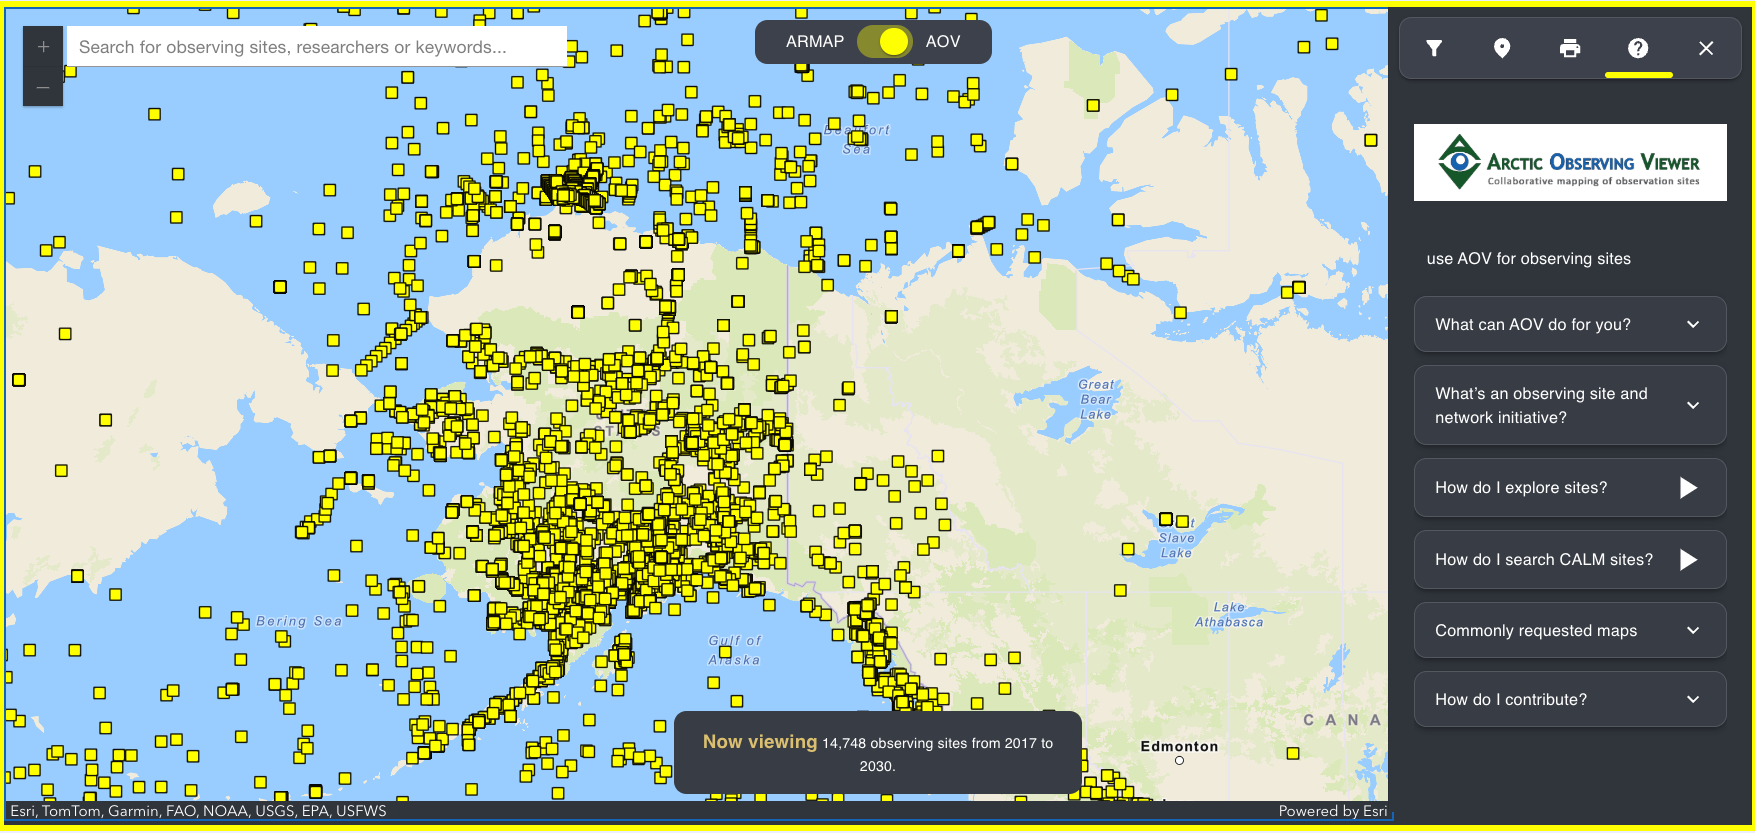 Search for observing sites, researchers or keywords...
ARMAP AOV
ARCTIC OBSERVING VIEWER
Collaborative mapping of observation sites
use AOV for observing sites
What can AOV do for you?
What's an observing site and
network initiative?
How do I explore sites?
How do I search CALM sites?
Commonly requested maps
How do I contribute?
Sea
Great
Bear
Lake
Slave
Lake
Lake
Athabasca
Bering Sea
Gulf of
Alaska
CANA
Edmonton
Now viewing 14,748 observing sites from 2017 to
2030.
Esri, TomTom, Garmin, FAO, NOAA, USGS, EPA, USFWS
Powered by Esri